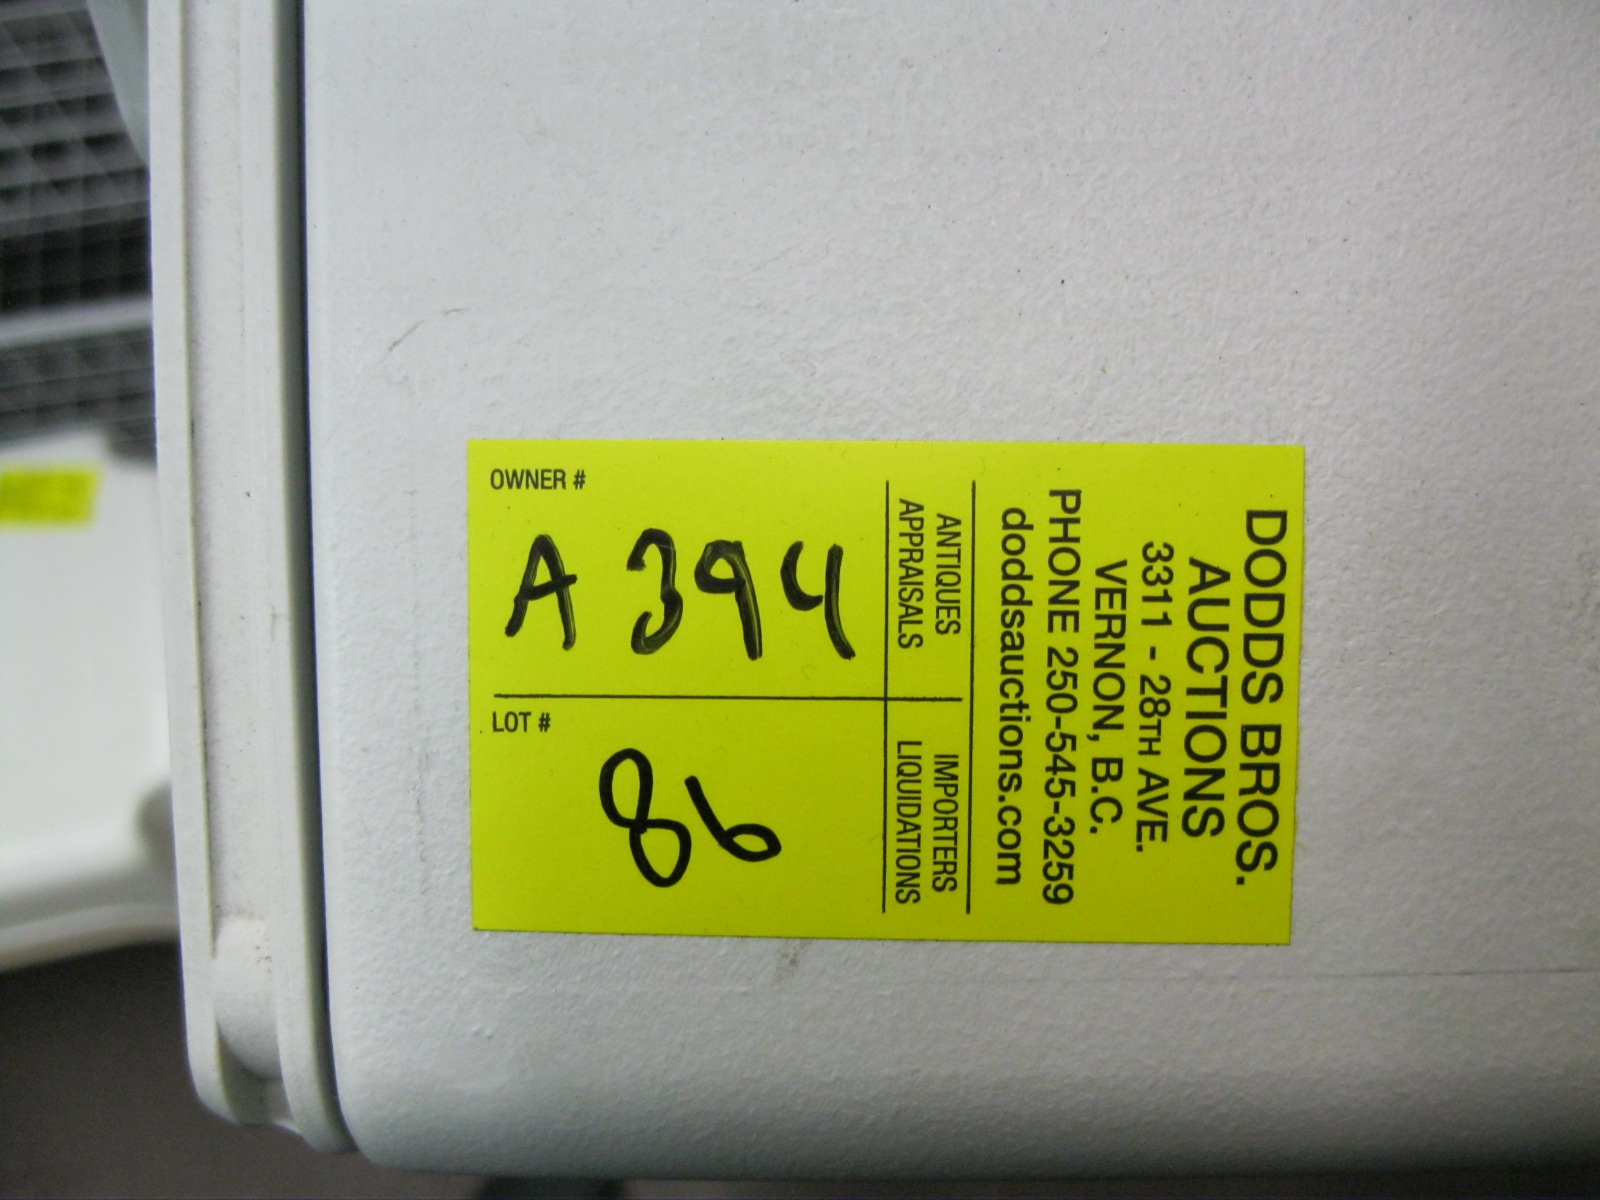 DODDS BROS.
AUCTIONS
3311 - 28TH AVE.
VERNON, B.C.
PHONE 250-545-3259
doddsauctions.com
ANTIQUES
APPRAISALS
IMPORTERS
LIQUIDATIONS
OWNER #
A 394
LOT #
86